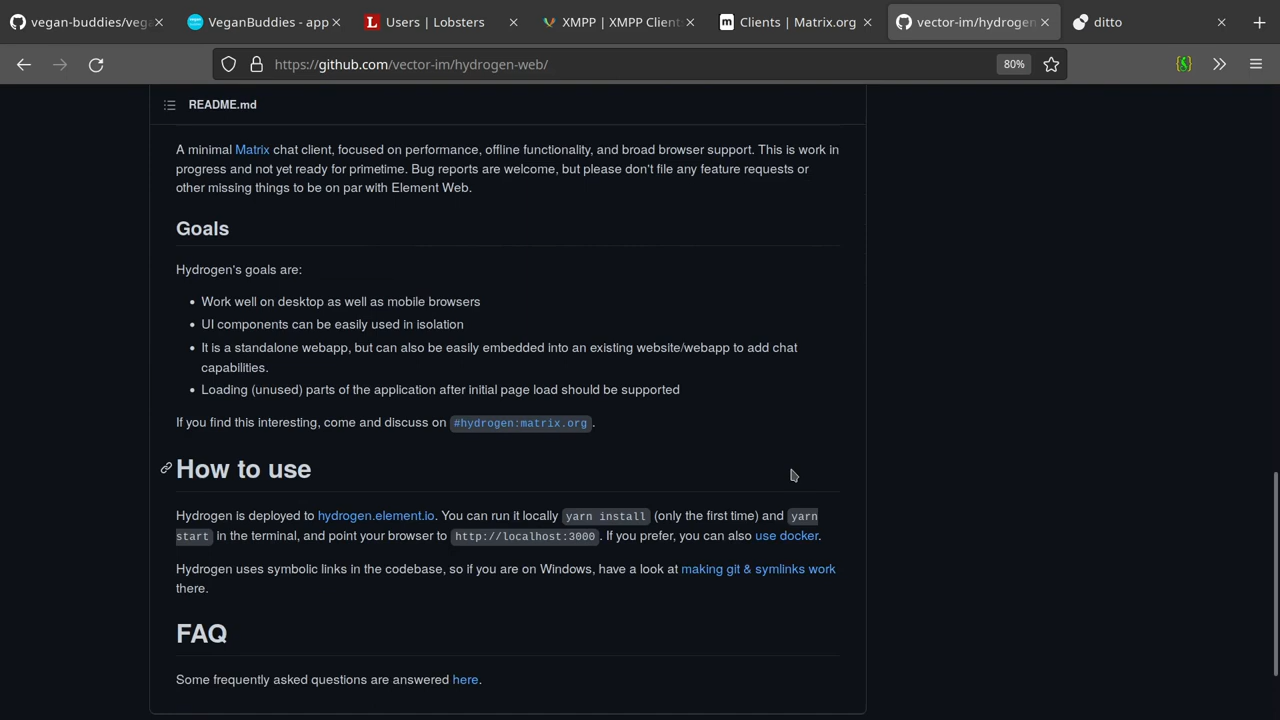 vegan-buddies/vega
VeganBuddies - app
Users | Lobsters
XMPP | XMPP Client
Clients | Matrix.org
vector-im/hydrogen
ditto
https://github.com/vector-im/hydrogen-web/
80%
README.md
A minimal Matrix chat client, focused on performance, offline functionality, and broad browser support. This is work in
progress and not yet ready for primetime. Bug reports are welcome, but please don't file any feature requests or
other missing things to be on par with Element Web.
Goals
Hydrogen's goals are:
• Work well on desktop as well as mobile browsers
• UI components can be easily used in isolation
• It is a standalone webapp, but can also be easily embedded into an existing website/webapp to add chat
capabilities.
• Loading (unused) parts of the application after initial page load should be supported
If you find this interesting, come and discuss on #hydrogen:matrix.org.
How to use
Hydrogen is deployed to hydrogen.element.io. You can run it locally yarn install (only the first time) and yarn
start in the terminal, and point your browser to http://localhost:3000. If you prefer, you can also use docker.
Hydrogen uses symbolic links in the codebase, so if you are on Windows, have a look at making git & symlinks work
there.
FAQ
Some frequently asked questions are answered here.